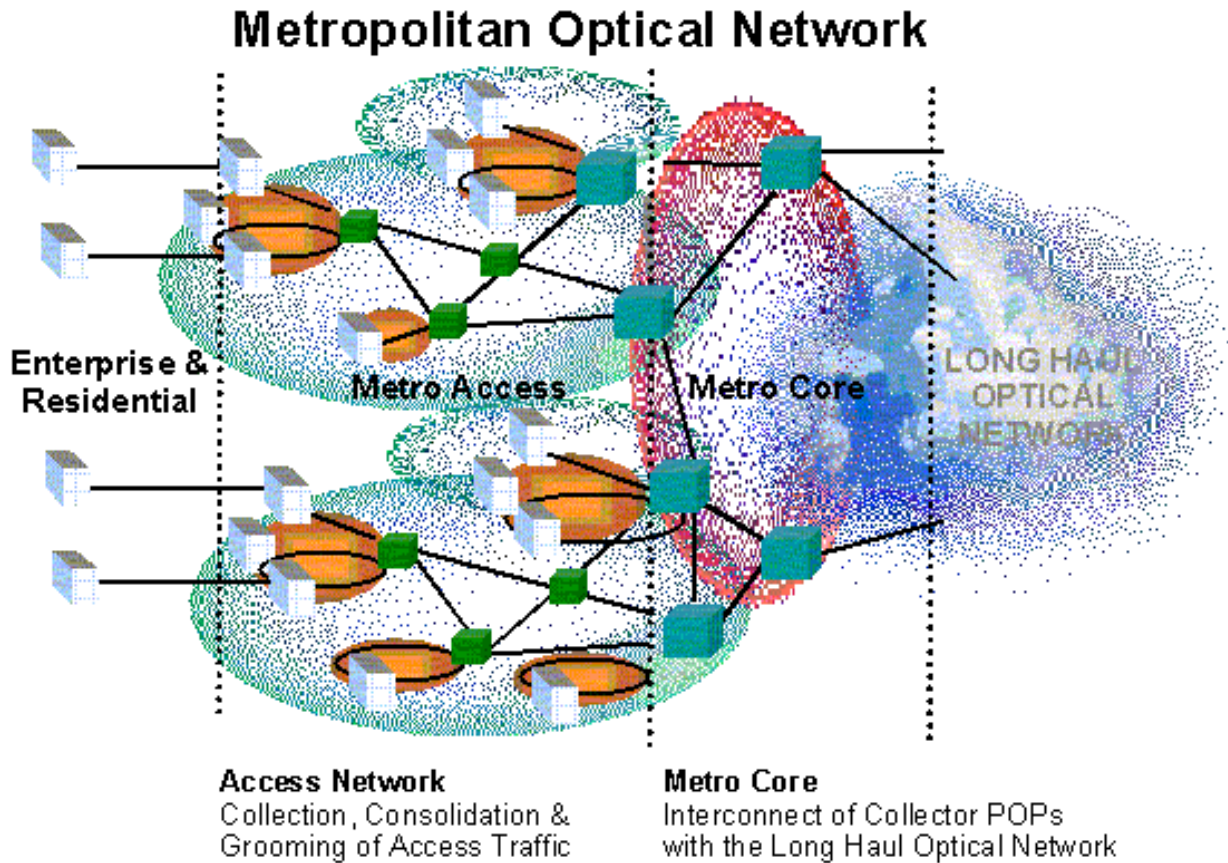 Metropolitan Optical Network
Enterprise &
Residential
Metro Access
Metro Core
LONG HAUL
OPTICAL
NETWORK
Access Network
Collection, Consolidation &
Grooming of Access Traffic
Metro Core
Interconnect of Collector POPs
with the Long Haul Optical Network